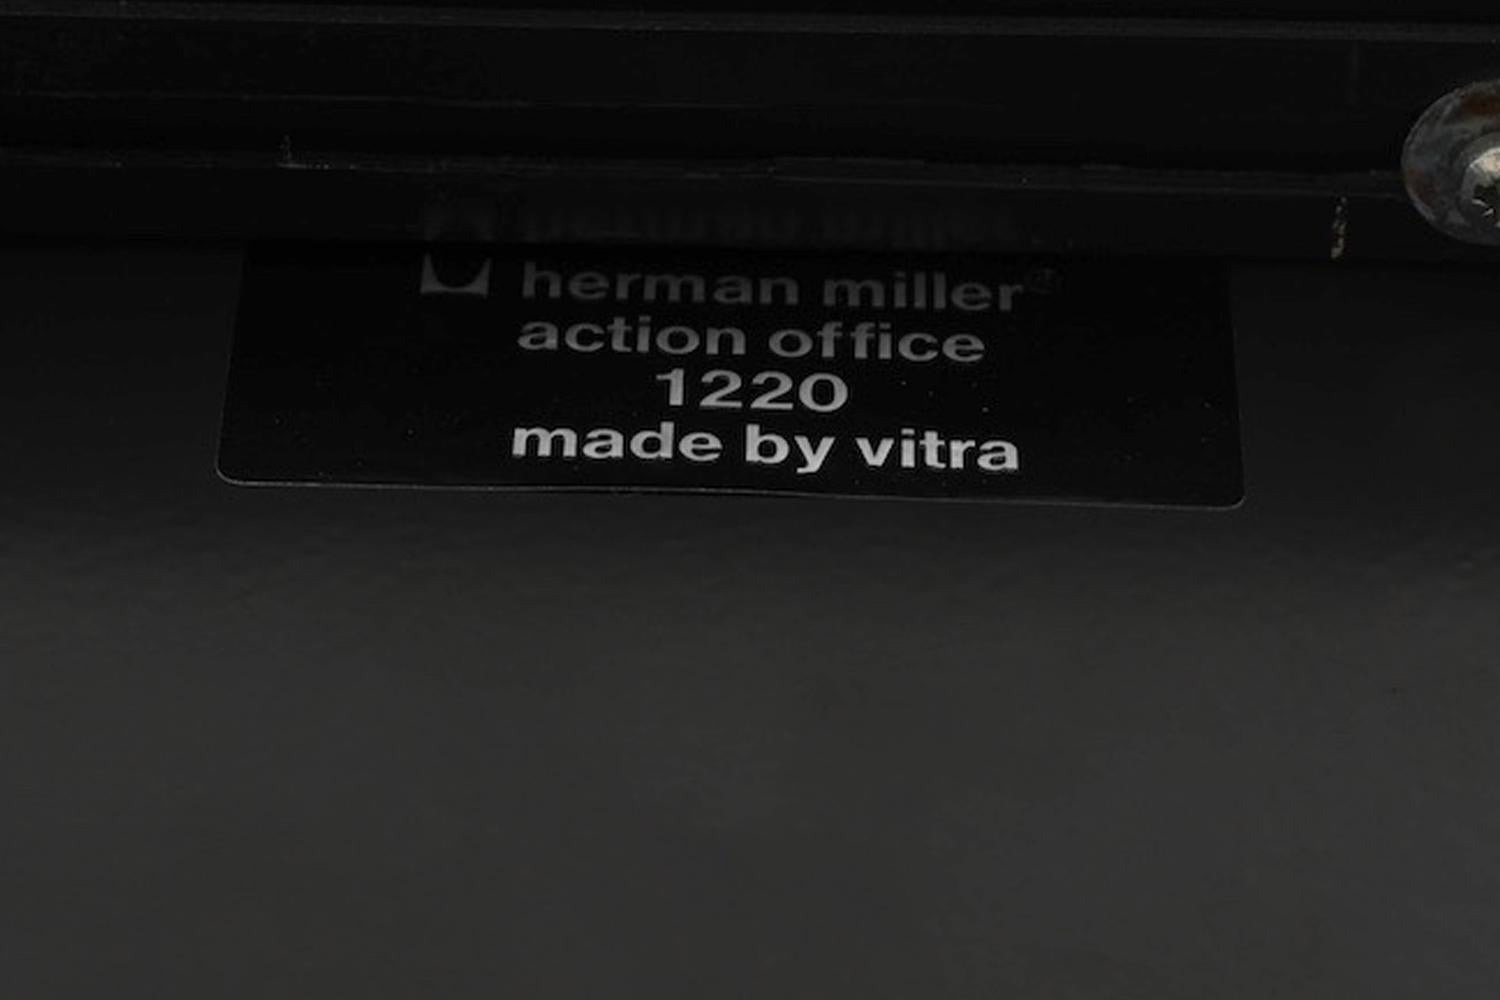 herman miller®
action office
1220
made by vitra